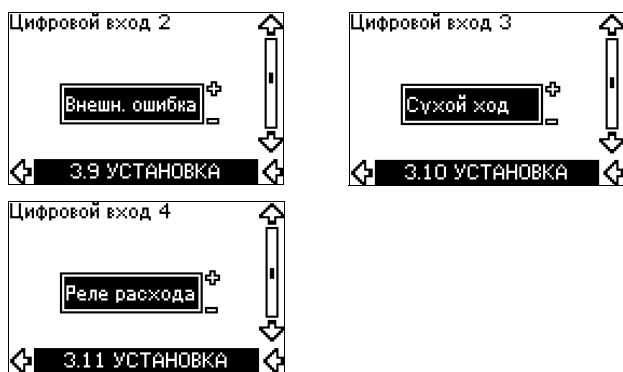 Цифровой вход 2
Внешн. ошибка
3.9 УСТАНОВКА
Цифровой вход 3
Сухой ход
3.10 УСТАНОВКА
Цифровой вход 4
Реле расхода
3.11 УСТАНОВКА